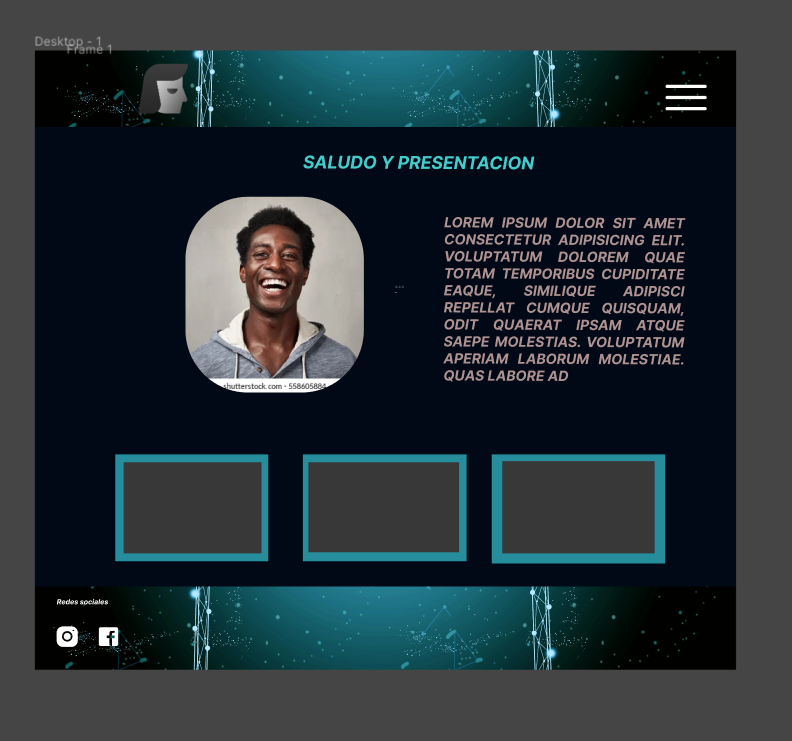 Desktop - 1
Frame 1
SALUDO Y PRESENTACION
LOREM IPSUM DOLOR SIT AMET
CONSECTETUR ADIPISICING ELIT.
VOLUPTATUM DOLOREM QUAE
TOTAM TEMPORIBUS CUPIDITATE
EAQUE, SIMILIQUE ADIPISCI
REPELLAT CUMQUE QUISQUAM,
ODIT QUAERAT IPSAM ATQUE
SAEPE MOLESTIAS. VOLUPTATUM
APERIAM LABORUM MOLESTIAE.
QUAS LABORE AD
shutterstock.com · 558605884
Redes sociales